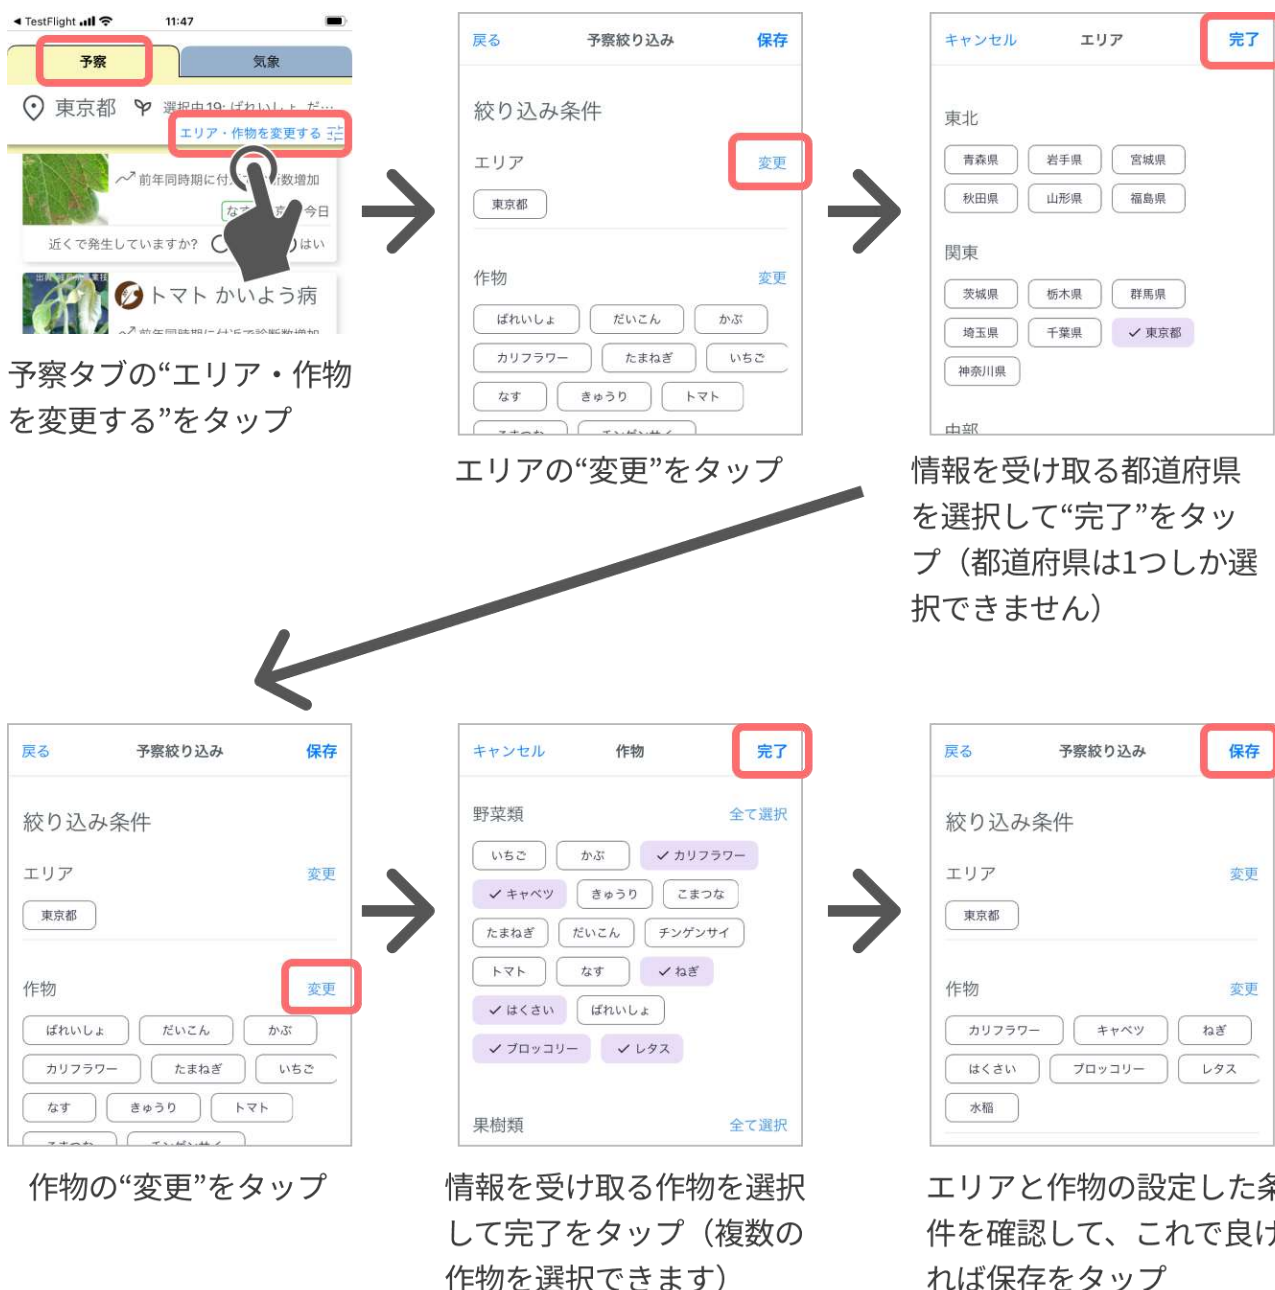 TestFlight 11:47
予察 気象
東京都
エリア・作物を変更する
前年同時期に付
今日
近くで発生していますか? はい
トマト かいよう病
予察タブの“エリア・作物
を変更する”をタップ
戻る 予察絞り込み 保存
絞り込み条件
エリア 変更
東京都
作物 変更
ばれいしょ だいこん かぶ
カリフラワー たまねぎ いちご
なす きゅうり トマト
エリアの“変更”をタップ
キャンセル エリア 完了
東北
青森県 岩手県 宮城県
秋田県 山形県 福島県
関東
茨城県 栃木県 群馬県
埼玉県 千葉県 東京都
神奈川県
中部
情報を受け取る都道府県
を選択して“完了”をタッ
プ（都道府県は1つしか選
択できません）
戻る 予察絞り込み 保存
絞り込み条件
エリア 変更
東京都
作物 変更
ばれいしょ だいこん かぶ
カリフラワー たまねぎ いちご
なす きゅうり トマト
作物の“変更”をタップ
キャンセル 作物 完了
野菜類 全て選択
いちご かぶ カリフラワー
キャベツ きゅうり こまつな
たまねぎ だいこん チンゲンサイ
トマト なす ねぎ
はくさい ばれいしょ
ブロッコリー レタス
果樹類 全て選択
情報を受け取る作物を選択
して完了をタップ（複数の
作物を選択できます）
戻る 予察絞り込み 保存
絞り込み条件
エリア 変更
東京都
作物 変更
カリフラワー キャベツ ねぎ
はくさい ブロッコリー レタス
水稲
エリアと作物の設定した条
件を確認して、これで良け
れば保存をタップ